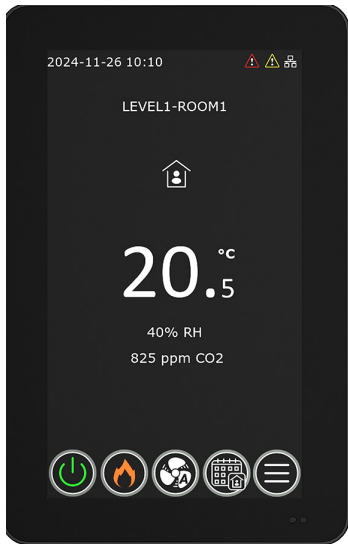 2024-11-26 10:10
LEVEL1-ROOM1
20.5 °C
40% RH
825 ppm CO2
A